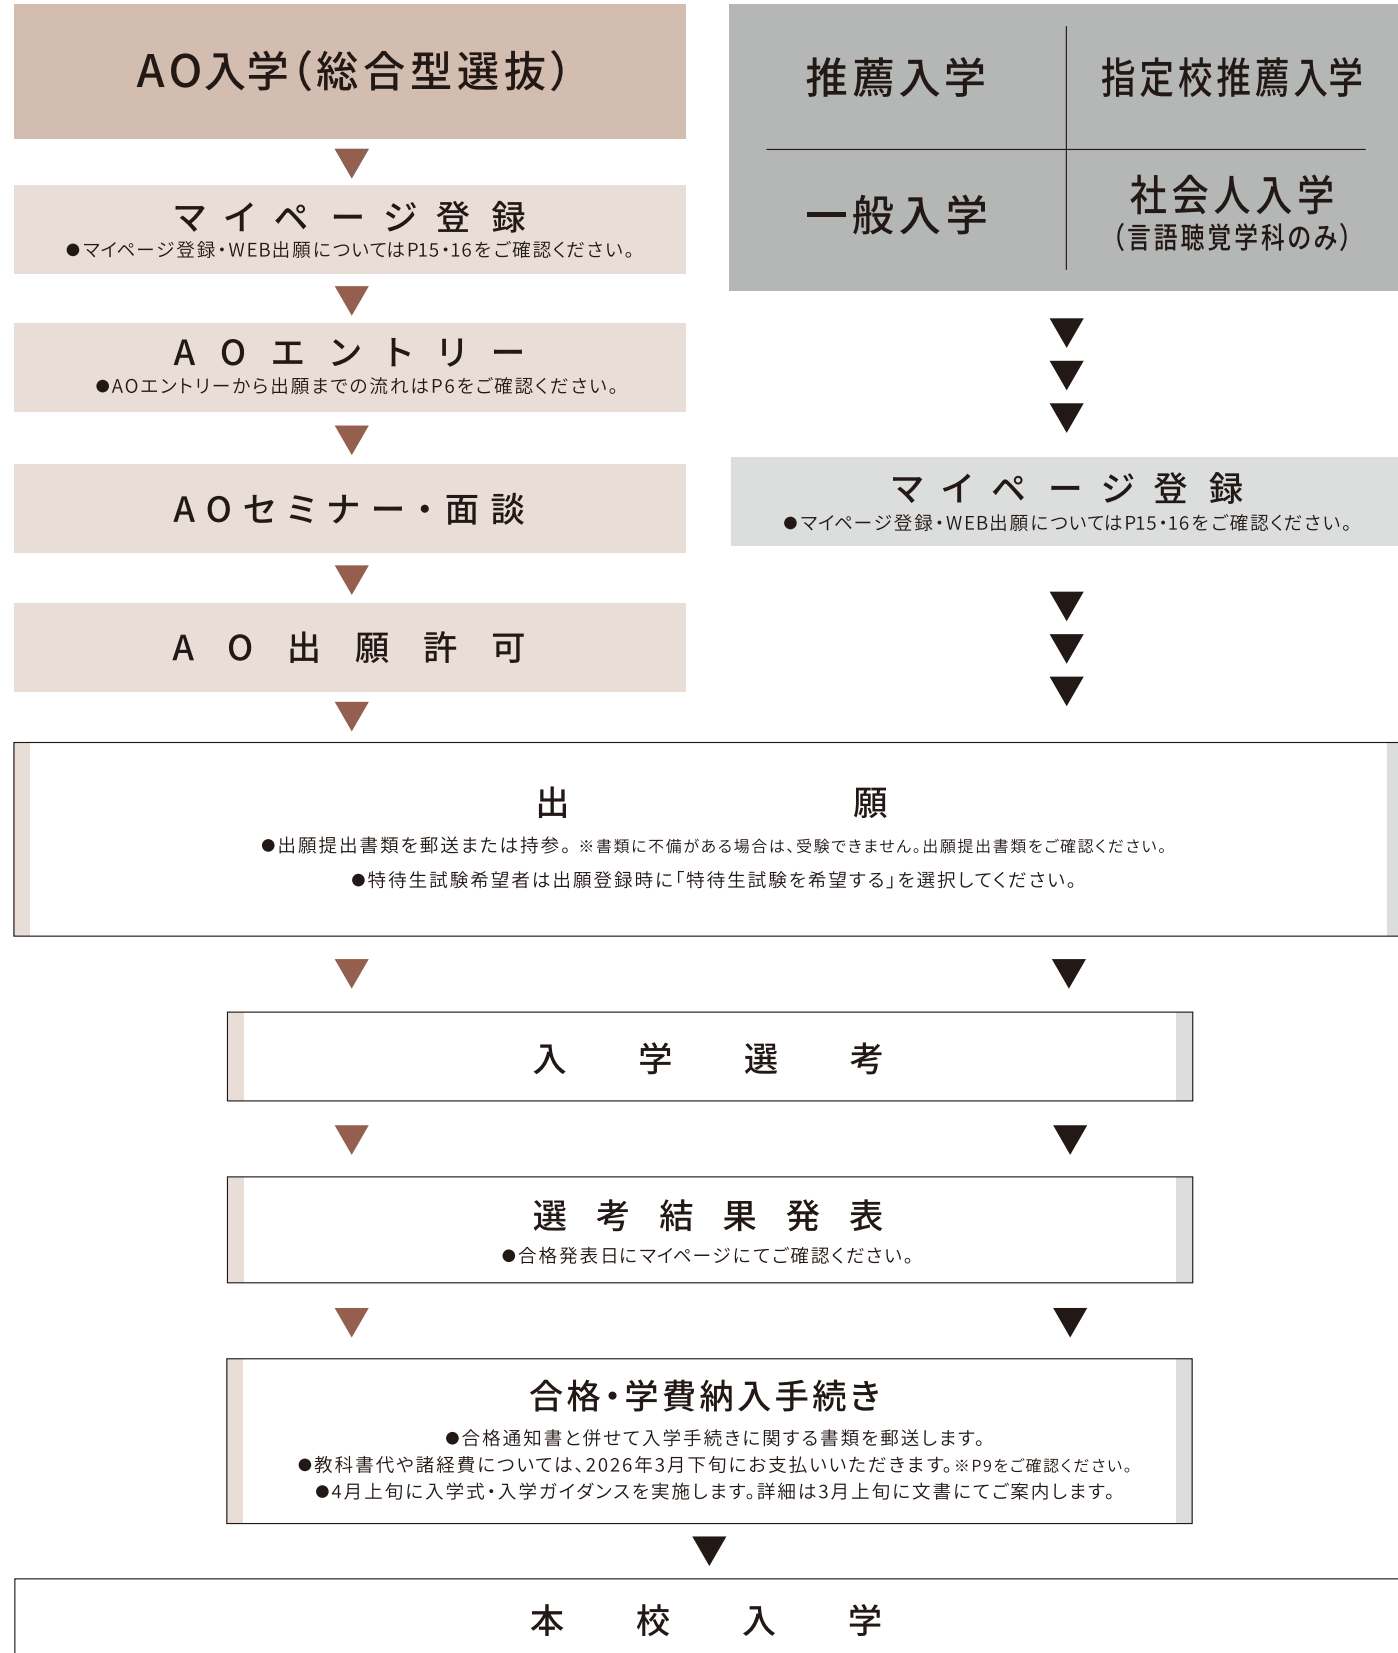 AO入学(総合型選抜)
マイページ登録
●マイページ登録・WEB出願についてはP15・16をご確認ください。
AOエントリー
●AOエントリーから出願までの流れはP6をご確認ください。
AOセミナー・面談
AO出願許可
推薦入学
指定校推薦入学
一般入学
社会人入学
(言語聴覚学科のみ)
マイページ登録
●マイページ登録・WEB出願についてはP15・16をご確認ください。
出願
●出願提出書類を郵送または持参。※書類に不備がある場合は、受験できません。出願提出書類をご確認ください。
●特待生試験希望者は出願登録時に「特待生試験を希望する」を選択してください。
入学選考
選考結果発表
●合格発表日にマイページにてご確認ください。
合格・学費納入手続き
●合格通知書と併せて入学手続きに関する書類を郵送します。
●教科書代や諸経費については、2026年3月下旬にお支払いいただきます。※P9をご確認ください。
●4月上旬に入学式・入学ガイダンスを実施します。詳細は3月上旬に文書にてご案内します。
本校入学